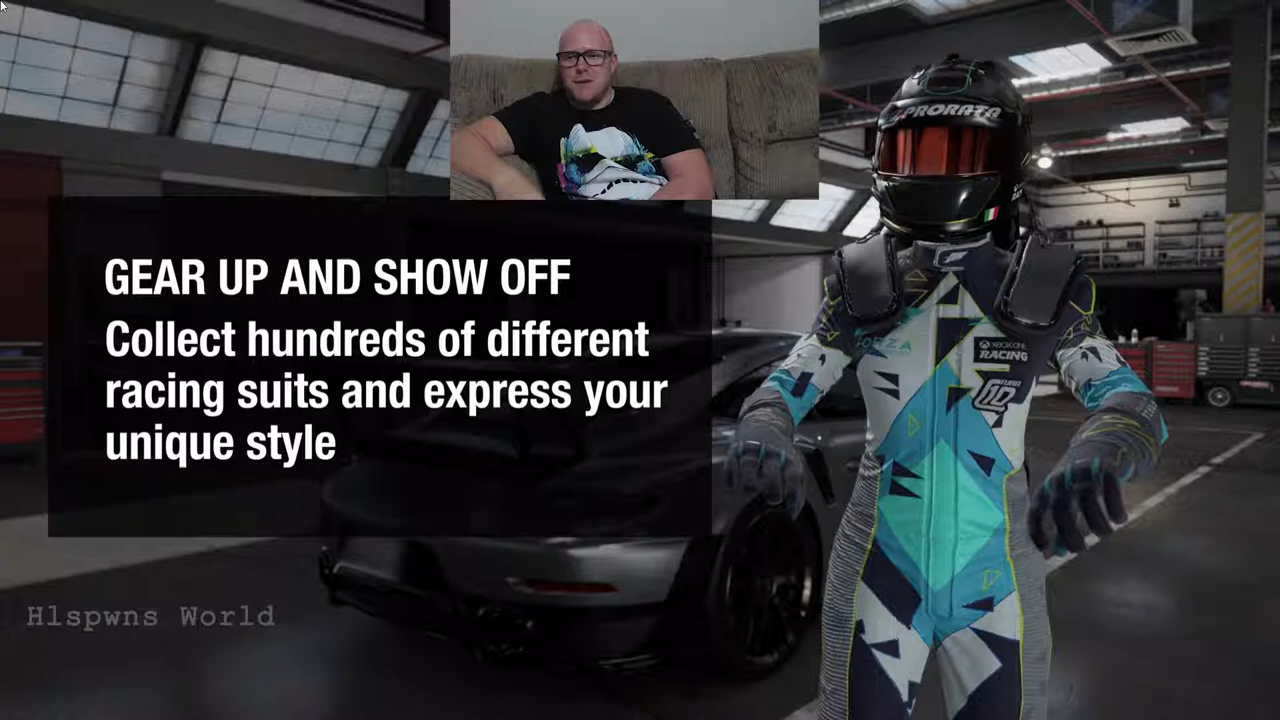 PRORATA
GEAR UP AND SHOW OFF
Collect hundreds of different
racing suits and express your
unique style
FORZA
XBOX ONE
RACING
Hlspwns World